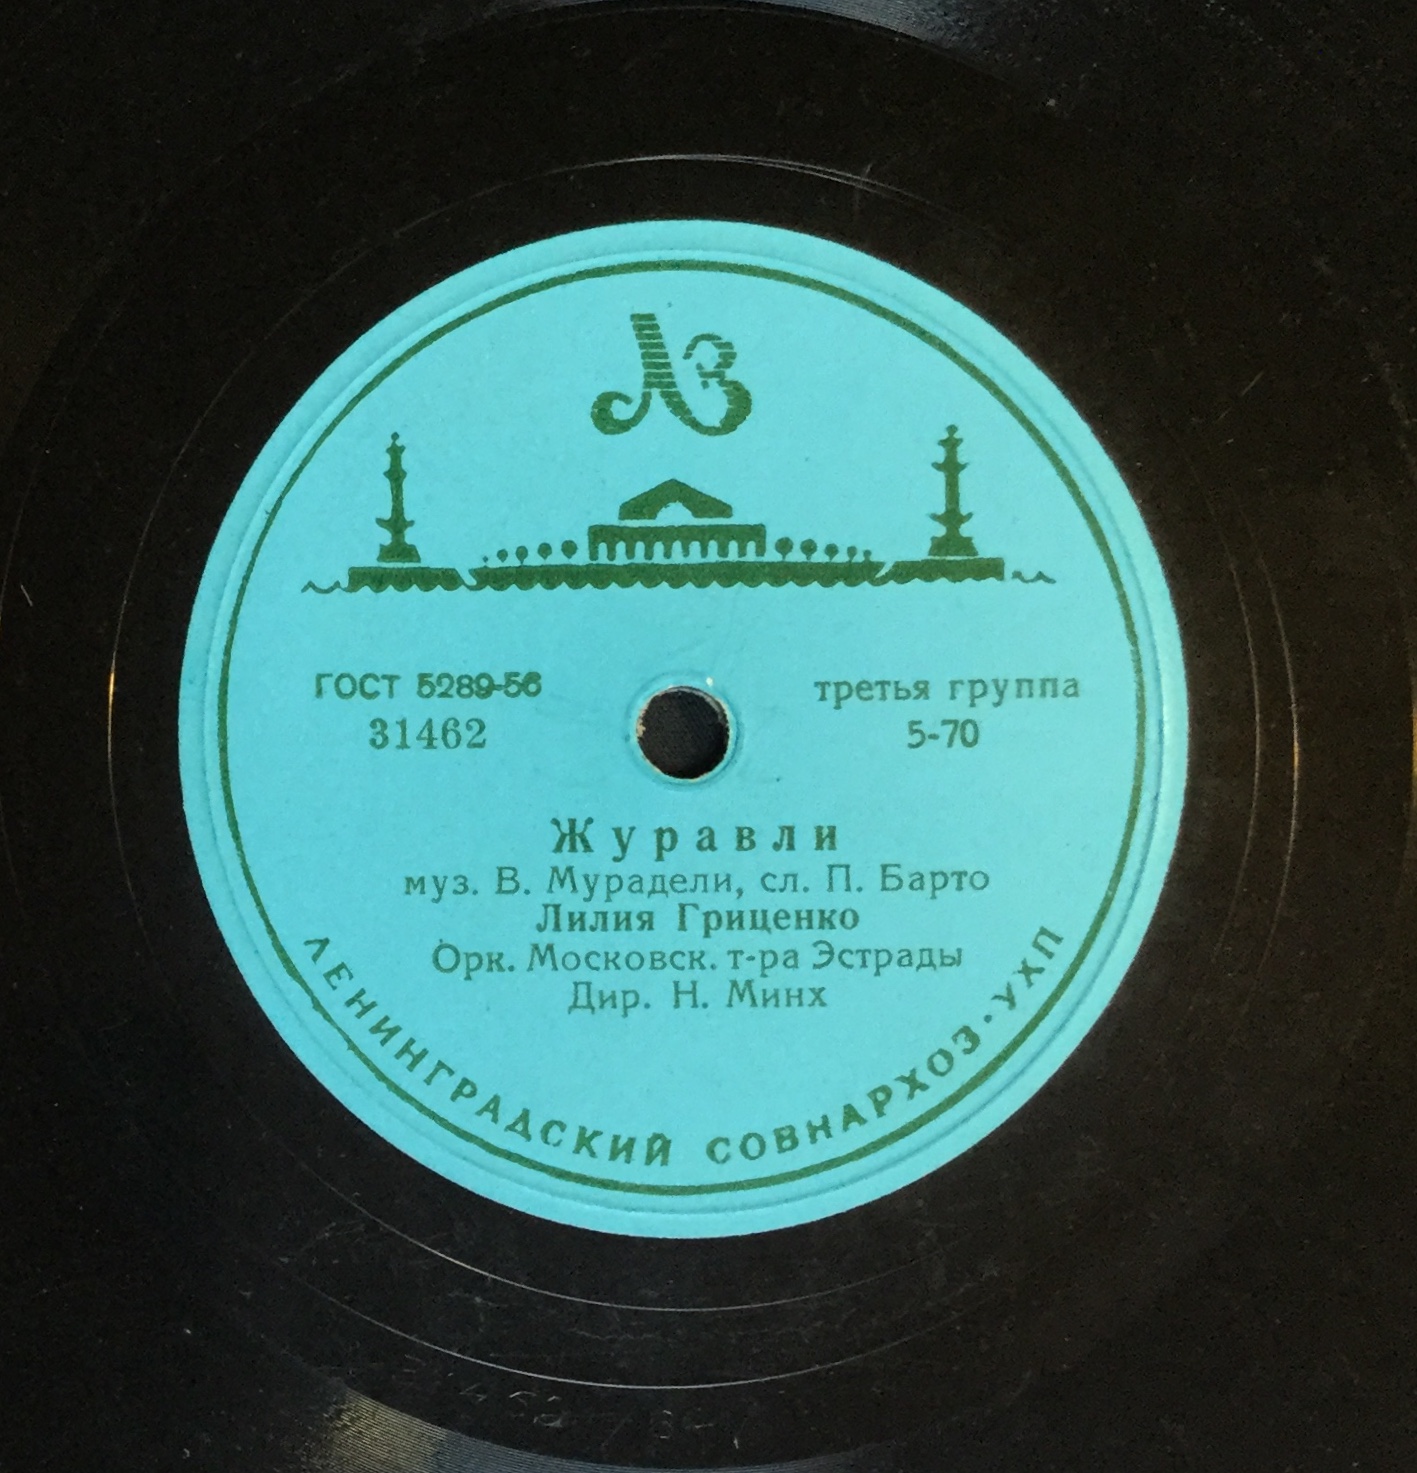 ЛЗ
ГОСТ 5289-56
31462
третья группа
5-70
Журавли
муз. В. Мурадели, сл. П. Барто
Лилия Гриценко
Орк. Московск. т-ра Эстрады
Дир. Н. Минх
ЛЕНИНГРАДСКИЙ СОВНАРХОЗ·УХП